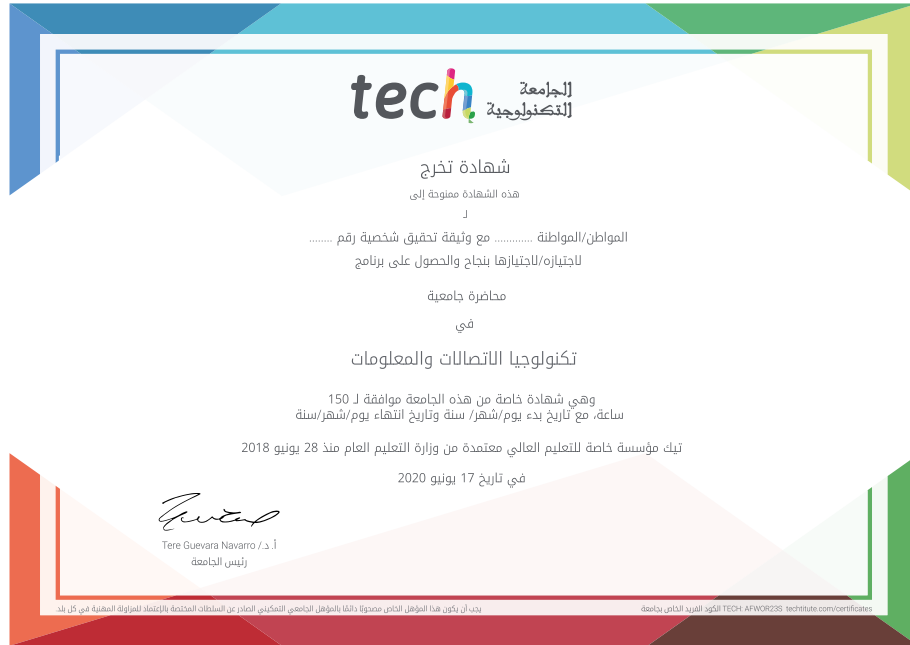 tech الجامعة
التكنولوجية
شهادة تخرج
هذه الشهادة ممنوحة إلى
لـ
المواطن/المواطنة ............. مع وثيقة تحقيق شخصية رقم ........
لاجتيازه/لاجتيازها بنجاح والحصول على برنامج
محاضرة جامعية
في
تكنولوجيا الاتصالات والمعلومات
وهي شهادة خاصة من هذه الجامعة موافقة لـ 150
ساعة، مع تاريخ بدء يوم/شهر/ سنة وتاريخ انتهاء يوم/شهر/سنة
تيك مؤسسة خاصة للتعليم العالي معتمدة من وزارة التعليم العام منذ 28 يونيو 2018
في تاريخ 17 يونيو 2020
أ. د./ Tere Guevara Navarro
رئيس الجامعة
يجب أن يكون هذا المؤهل الخاص مصحوبًا دائمًا بالمؤهل الجامعي التمكيني الصادر عن السلطات المختصة بالإعتماد للمزاولة المهنية في كل بلد.
الكود الفريد الخاص بجامعة TECH: AFWOR23S techtitute.com/certificates